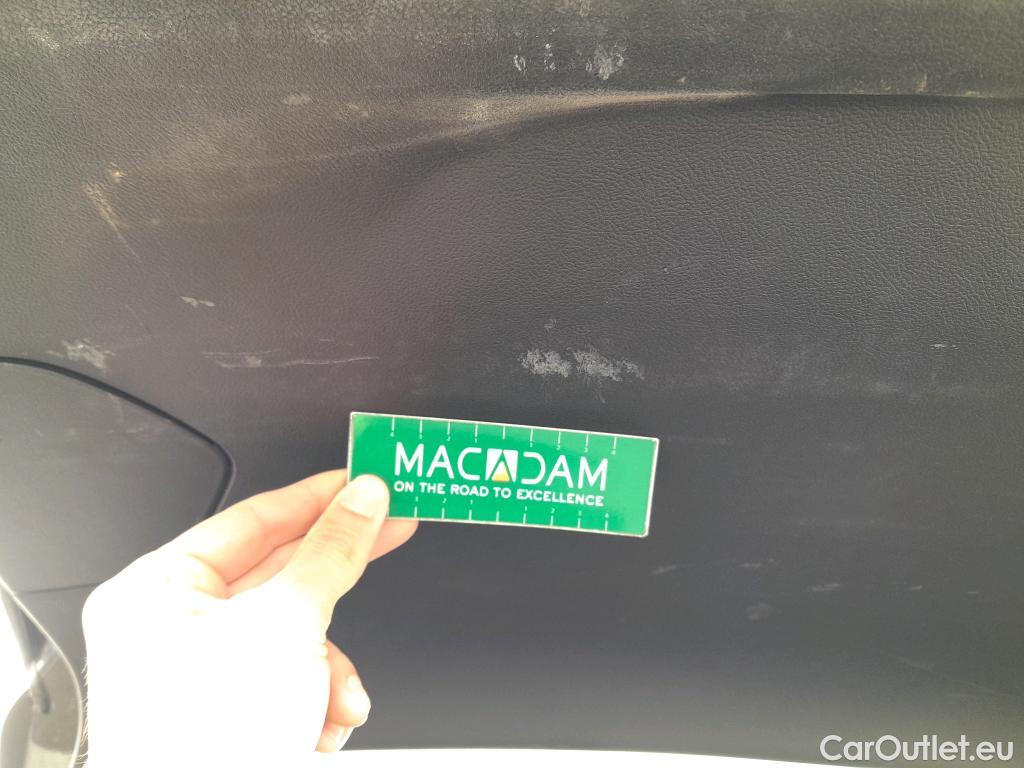 MACADAM
ON THE ROAD TO EXCELLENCE
CarOutlet.eu